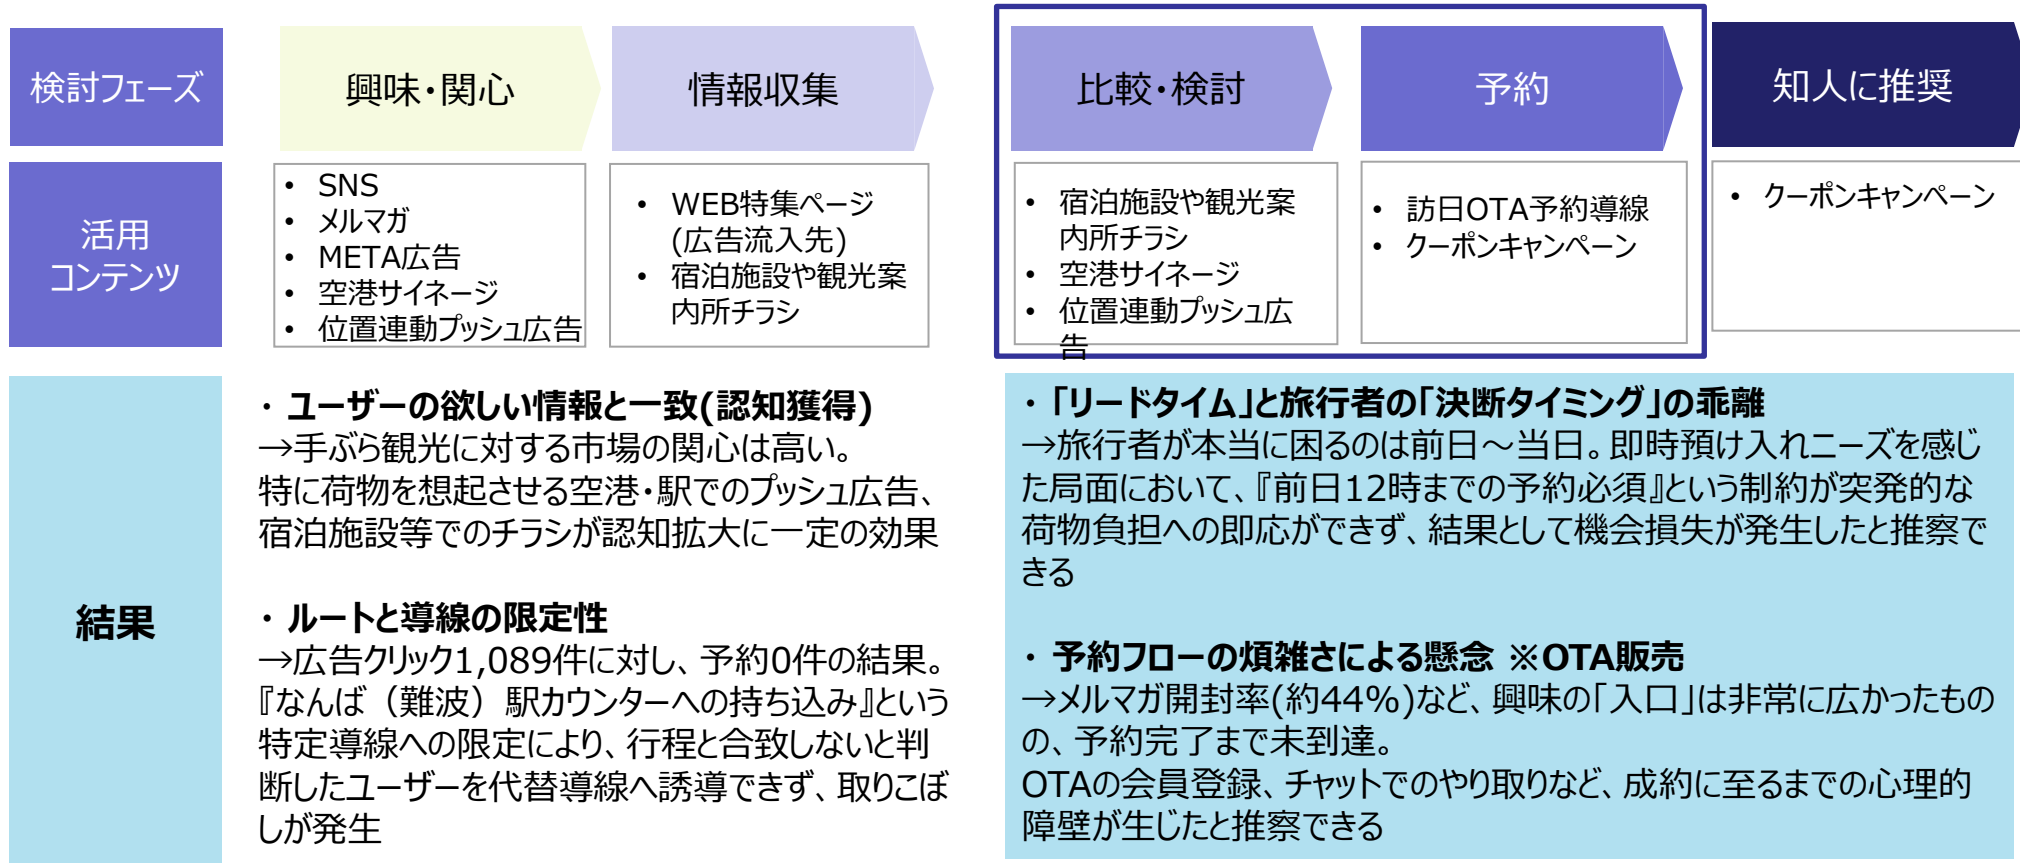 検討フェーズ
興味・関心
情報収集
比較・検討
予約
知人に推奨
活用
コンテンツ
• SNS
• メルマガ
• META広告
• 空港サイネージ
• 位置連動プッシュ広告
• WEB特集ページ
(広告流入先)
• 宿泊施設や観光案
内所チラシ
• 宿泊施設や観光案
内所チラシ
• 空港サイネージ
• 位置連動プッシュ広
告
• 訪日OTA予約導線
• クーポンキャンペーン
• クーポンキャンペーン
結果
・ユーザーの欲しい情報と一致(認知獲得)
→手ぶら観光に対する市場の関心は高い。
特に荷物を想起させる空港・駅でのプッシュ広告、
宿泊施設等でのチラシが認知拡大に一定の効果
・ルートと導線の限定性
→広告クリック1,089件に対し、予約0件の結果。
『なんば（難波）駅カウンターへの持ち込み』という
特定導線への限定により、行程と合致しないと判
断したユーザーを代替導線へ誘導できず、取りこぼ
しが発生
・「リードタイム」と旅行者の「決断タイミング」の乖離
→旅行者が本当に困るのは前日～当日。即時預け入れニーズを感じ
た局面において、『前日12時までの予約必須』という制約が突発的な
荷物負担への即応ができず、結果として機会損失が発生したと推察で
きる
・予約フローの煩雑さによる懸念 ※OTA販売
→メルマガ開封率(約44%)など、興味の「入口」は非常に広かったもの
の、予約完了まで未到達。
OTAの会員登録、チャットでのやり取りなど、成約に至るまでの心理的
障壁が生じたと推察できる